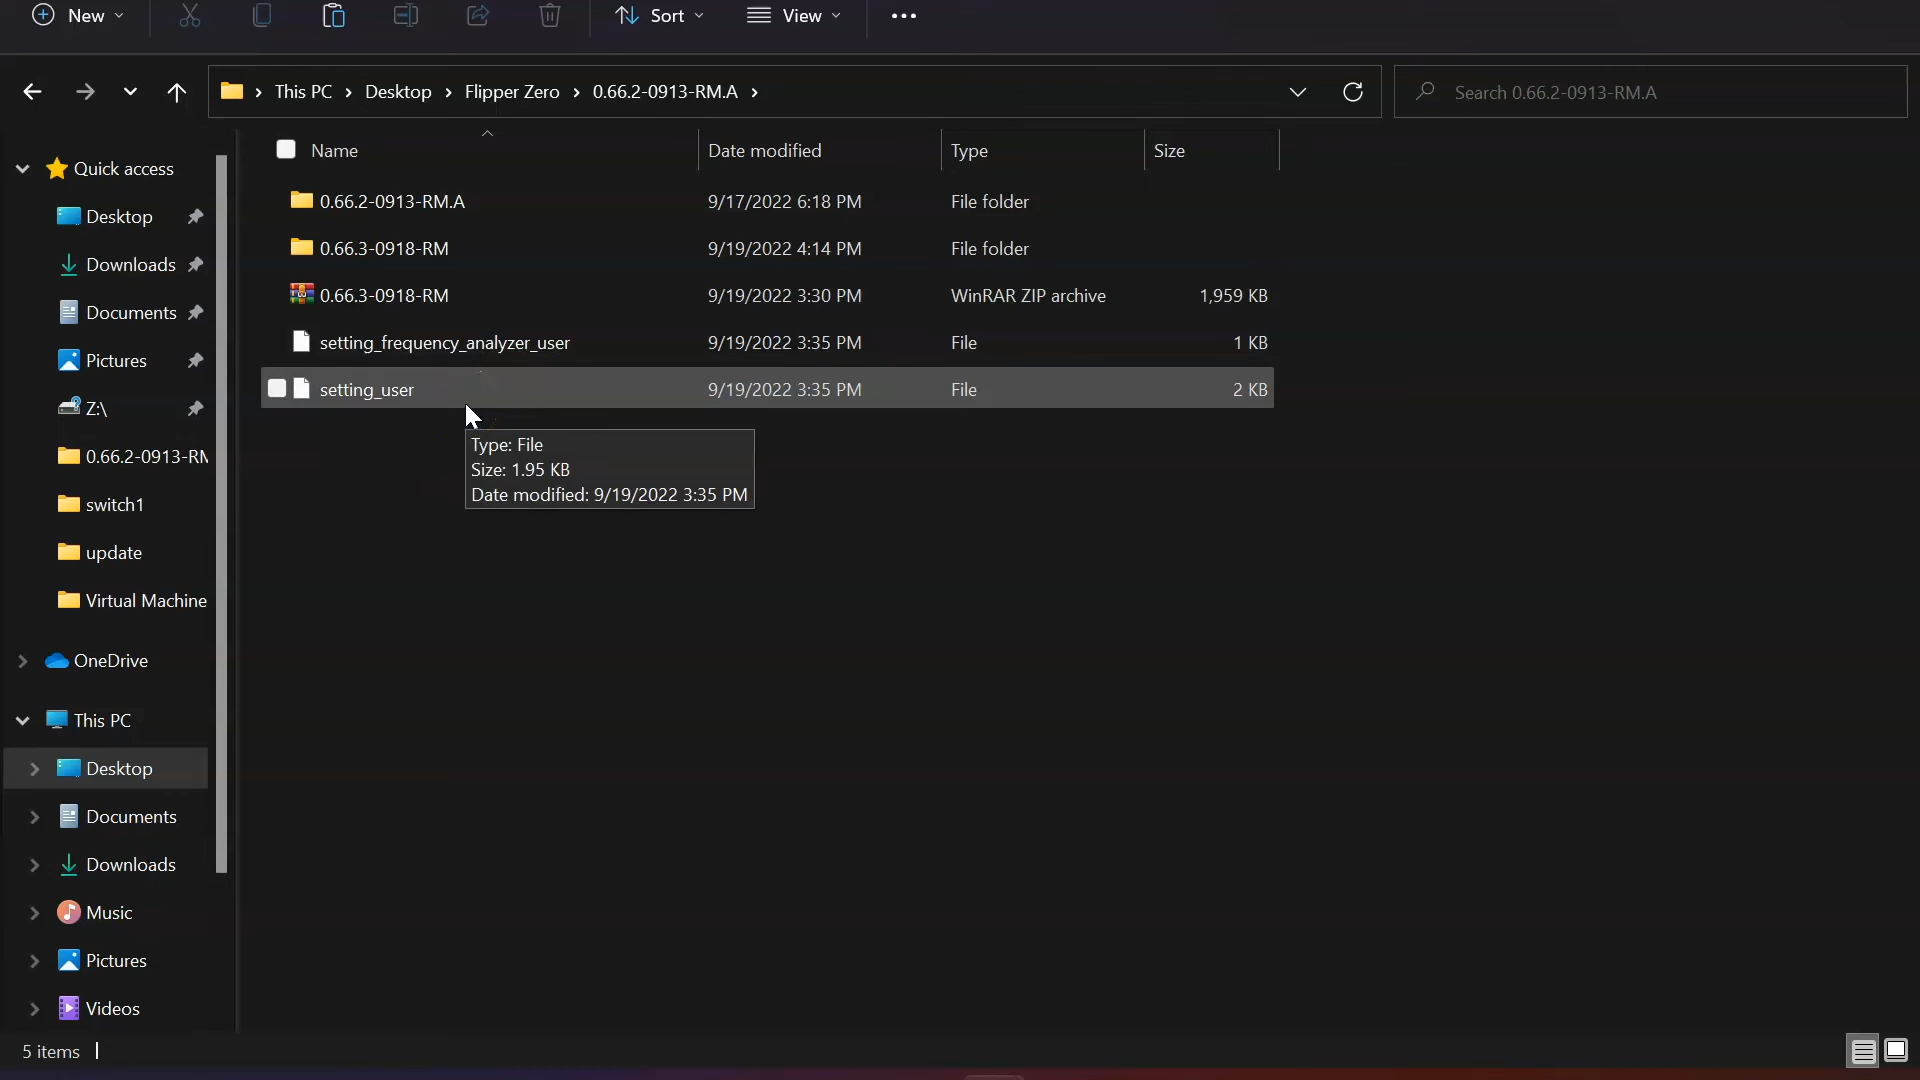 New
Sort
View
This PC > Desktop > Flipper Zero > 0.66.2-0913-RM.A >
Search 0.66.2-0913-RM.A
Name Date modified Type Size
0.66.2-0913-RM.A 9/17/2022 6:18 PM File folder
0.66.3-0918-RM 9/19/2022 4:14 PM File folder
0.66.3-0918-RM 9/19/2022 3:30 PM WinRAR ZIP archive 1,959 KB
setting_frequency_analyzer_user 9/19/2022 3:35 PM File 1 KB
setting_user 9/19/2022 3:35 PM File 2 KB
Type: File
Size: 1.95 KB
Date modified: 9/19/2022 3:35 PM
Quick access
Desktop
Downloads
Documents
Pictures
Z:\
0.66.2-0913-RM
switch1
update
Virtual Machine
OneDrive
This PC
Desktop
Documents
Downloads
Music
Pictures
Videos
5 items